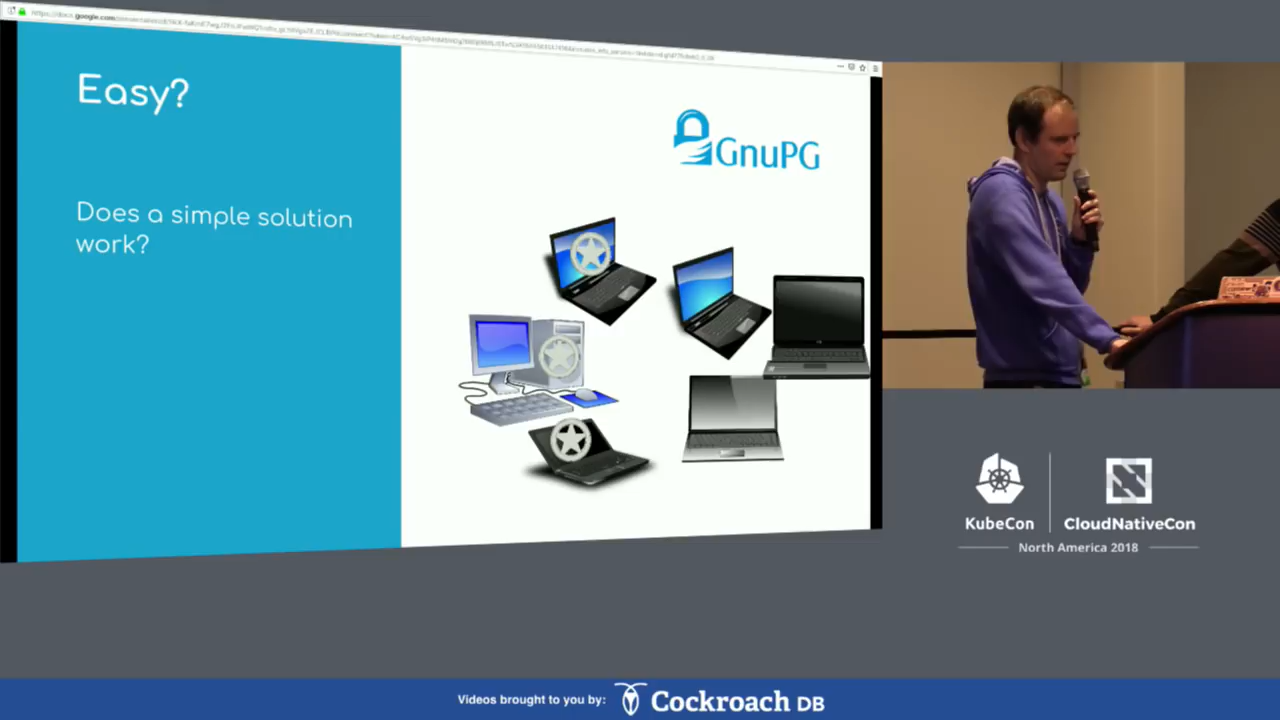 Easy?
Does a simple solution
work?
GnuPG
KubeCon
CloudNativeCon
North America 2018
Videos brought to you by:
Cockroach DB